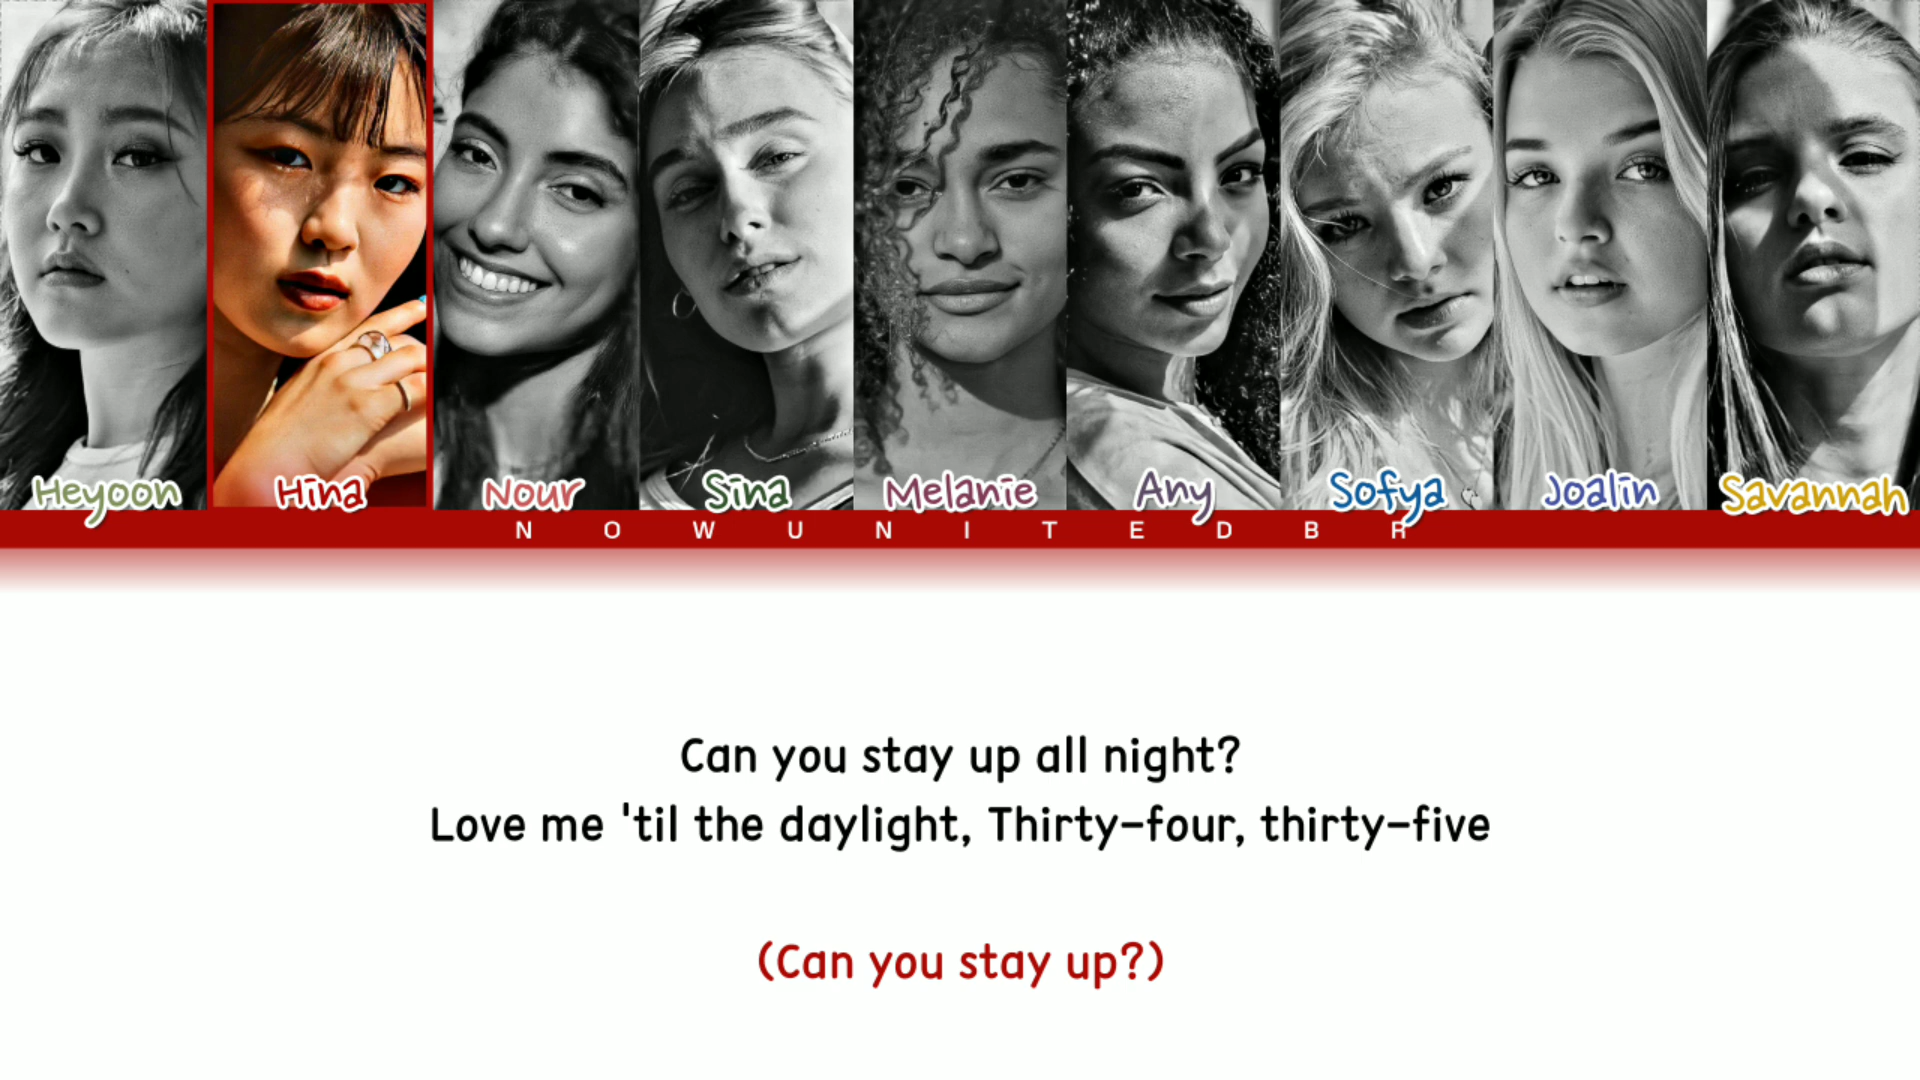 Heyoon Hina Nour Sina Melanie Any Sofya Joalin Savannah
NOWUNITEDBR
Can you stay up all night?
Love me 'til the daylight, Thirty-four, thirty-five
(Can you stay up?)